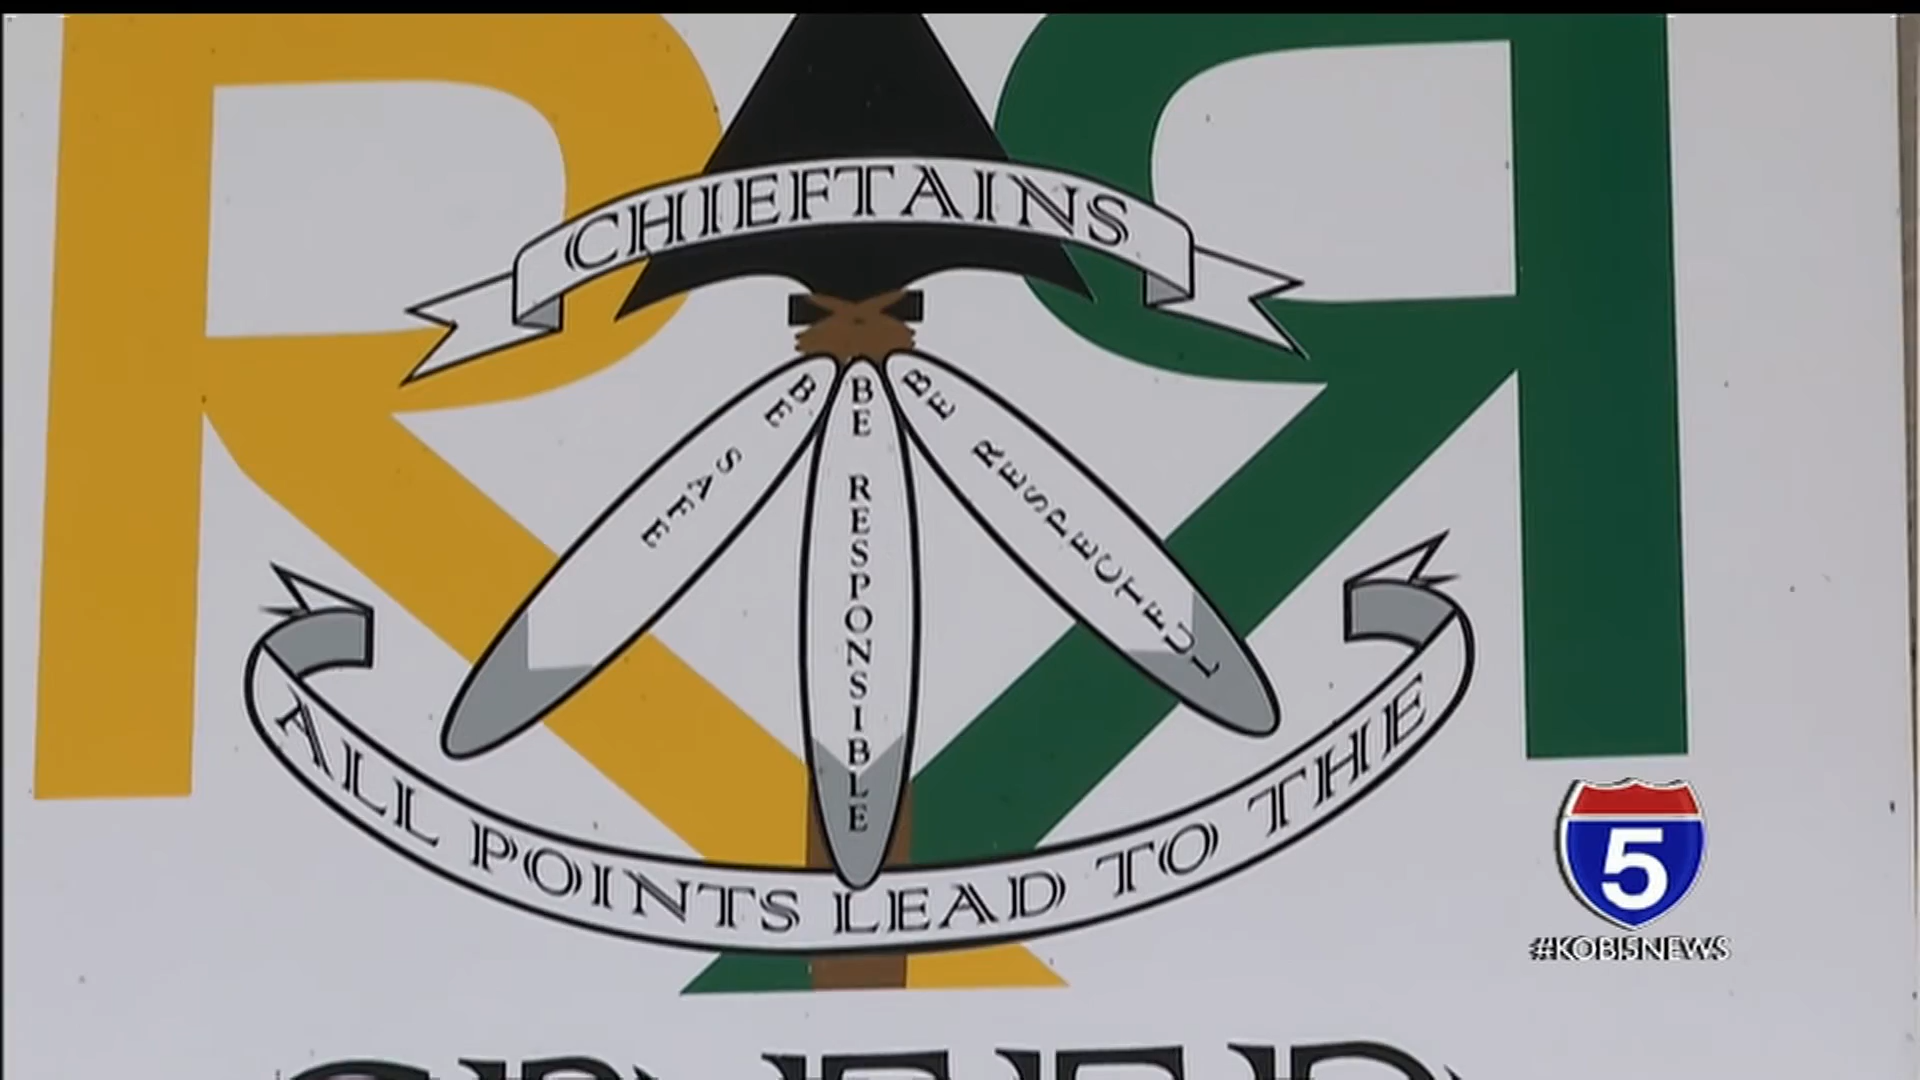 R R
CHIEFTAINS
BE SAFE
BE RESPONSIBLE
BE RESPECTFUL
ALL POINTS LEAD TO THE
5
#KOBI5NEWS